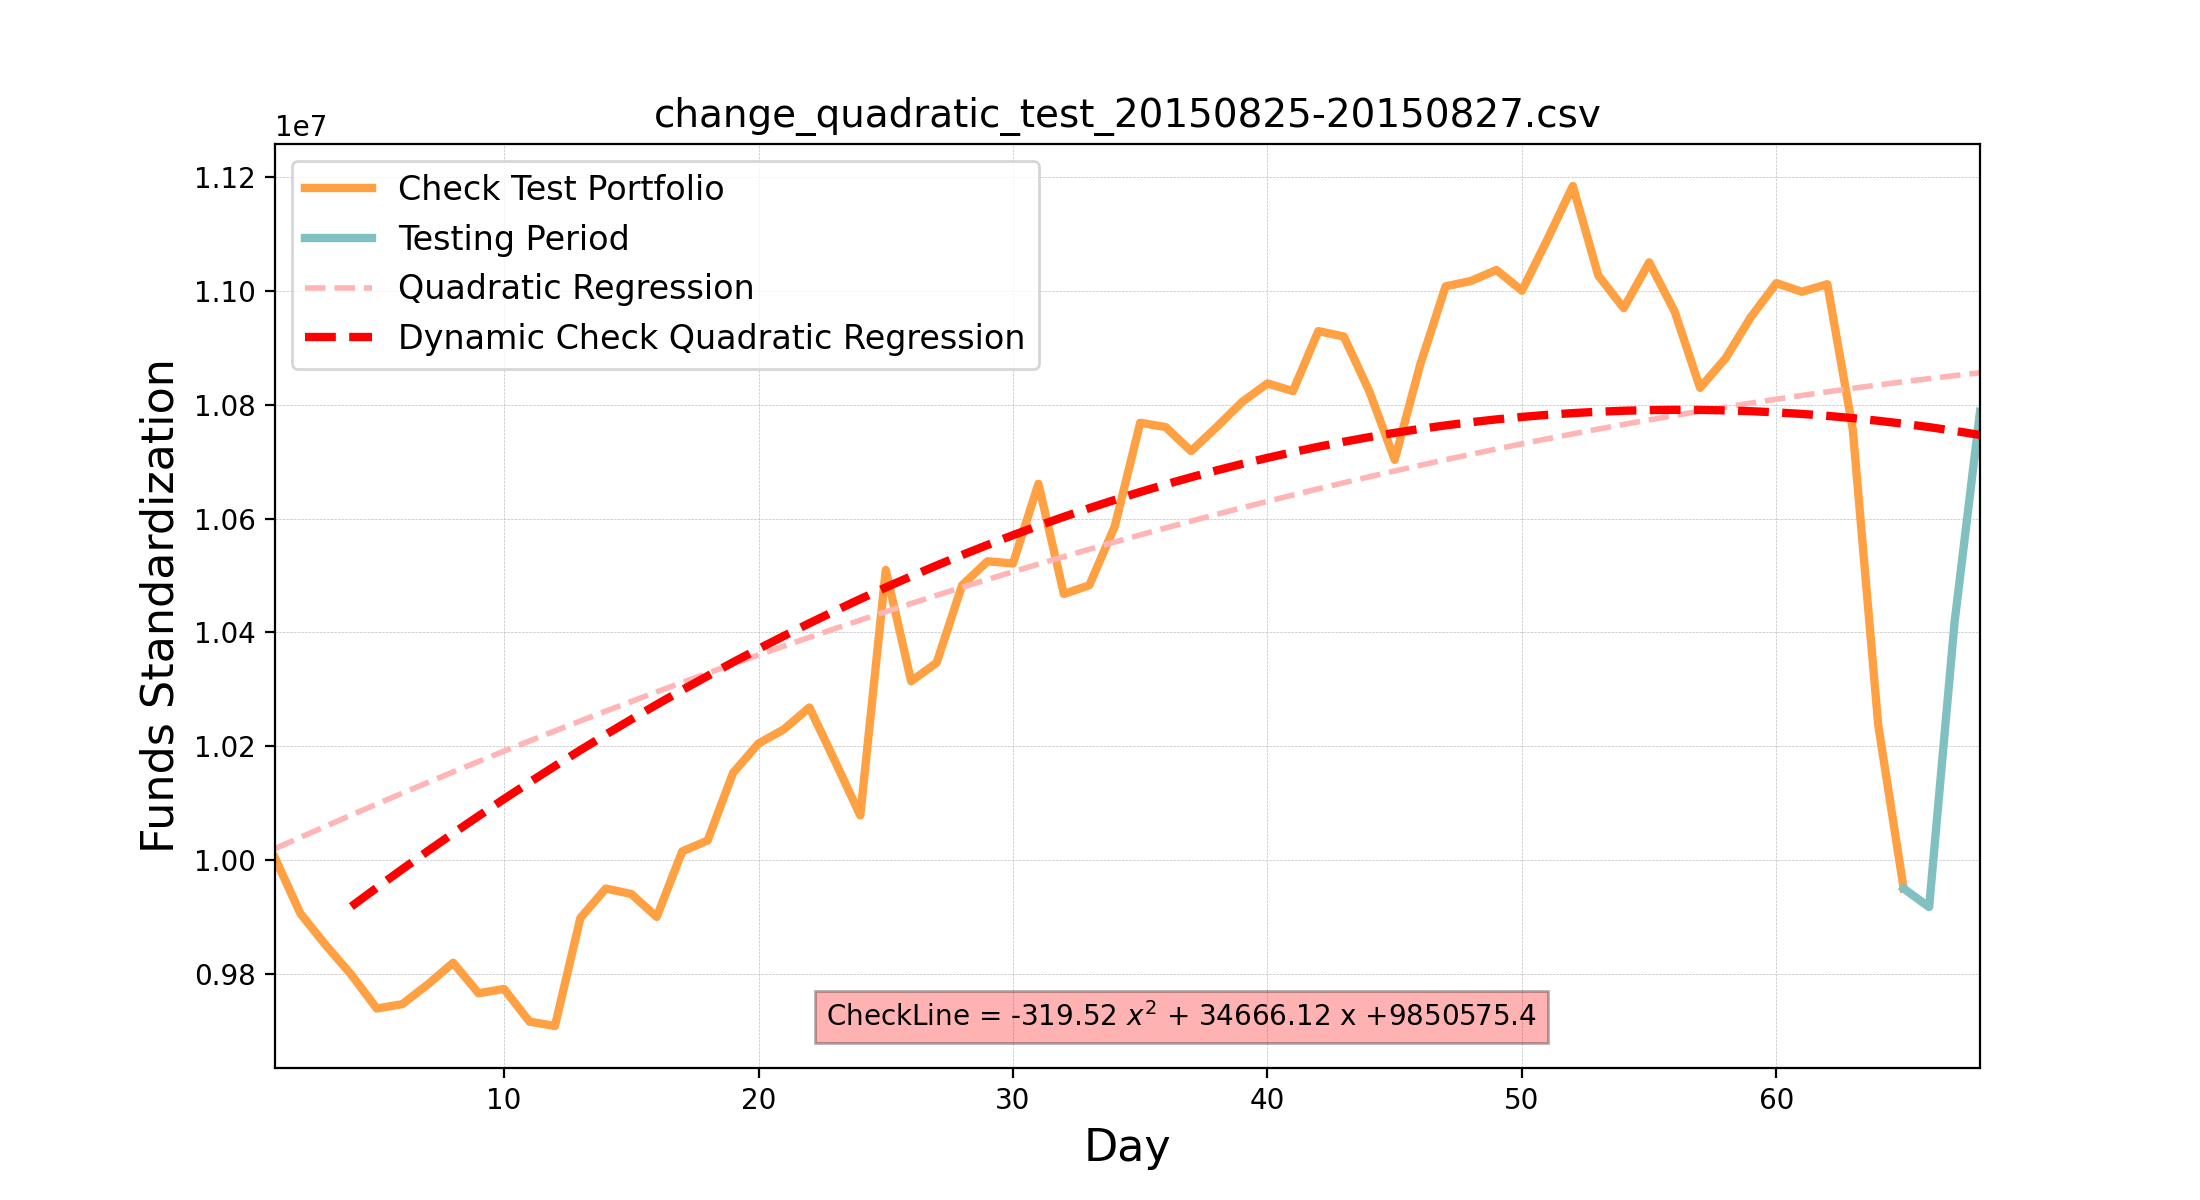 change_quadratic_test_20150825-20150827.csv
1e7
Check Test Portfolio
Testing Period
Quadratic Regression
Dynamic Check Quadratic Regression
1.12
1.10
1.08
1.06
1.04
1.02
1.00
0.98
Funds Standardization
CheckLine = -319.52 x² + 34666.12 x +9850575.4
10 20 30 40 50 60
Day